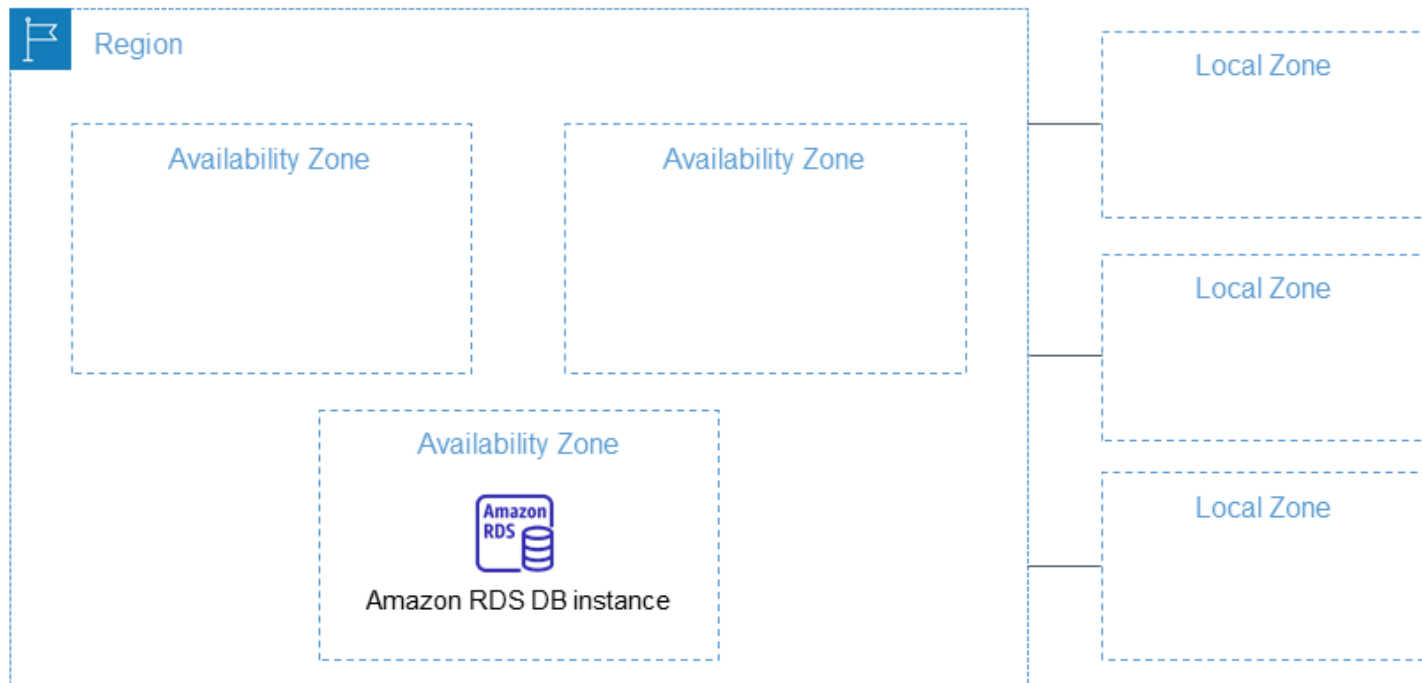 Region
Local Zone
Availability Zone
Availability Zone
Local Zone
Availability Zone
Local Zone
Amazon
RDS
Amazon RDS DB instance